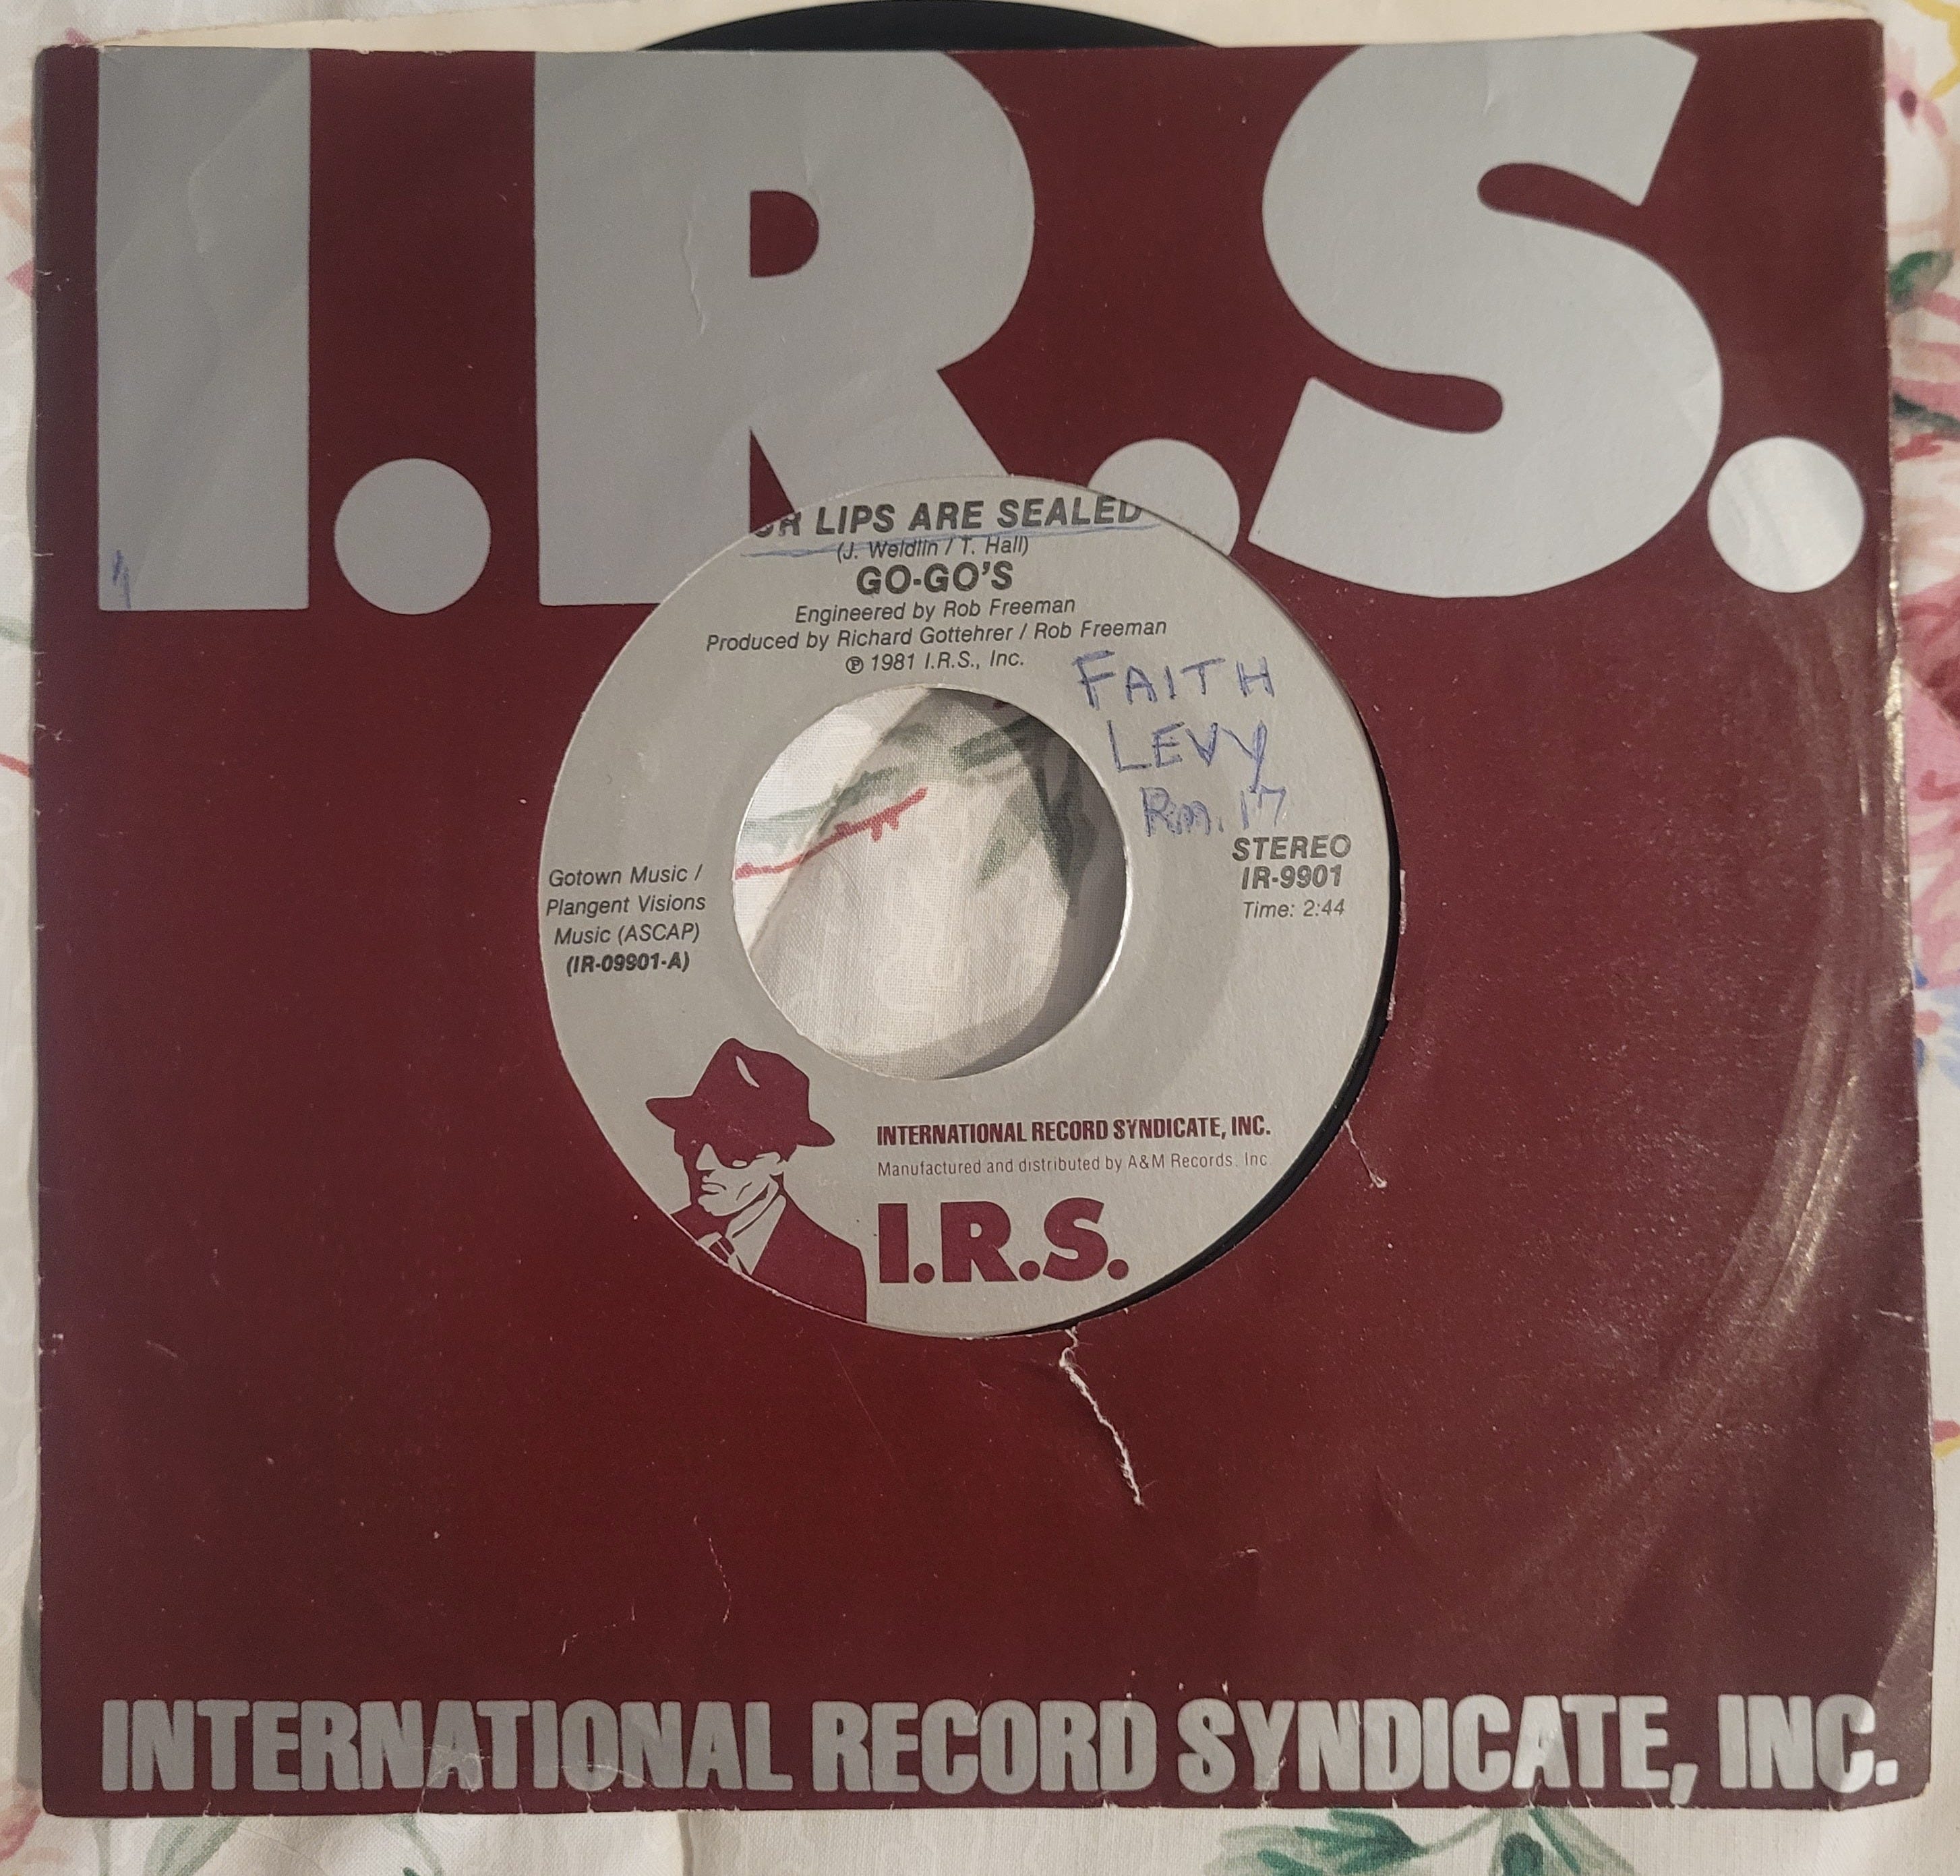 I.R.S.
OUR LIPS ARE SEALED
(J. Weidlin / T. Hall)
GO-GO'S
Engineered by Rob Freeman
Produced by Richard Gottehrer / Rob Freeman
℗ 1981 I.R.S., Inc.
FAITH
LEVY
Rm. 17
STEREO
IR-9901
Time: 2:44
Gotown Music /
Plangent Visions
Music (ASCAP)
(IR-09901-A)
INTERNATIONAL RECORD SYNDICATE, INC.
Manufactured and distributed by A&M Records, Inc
I.R.S.
INTERNATIONAL RECORD SYNDICATE, INC.